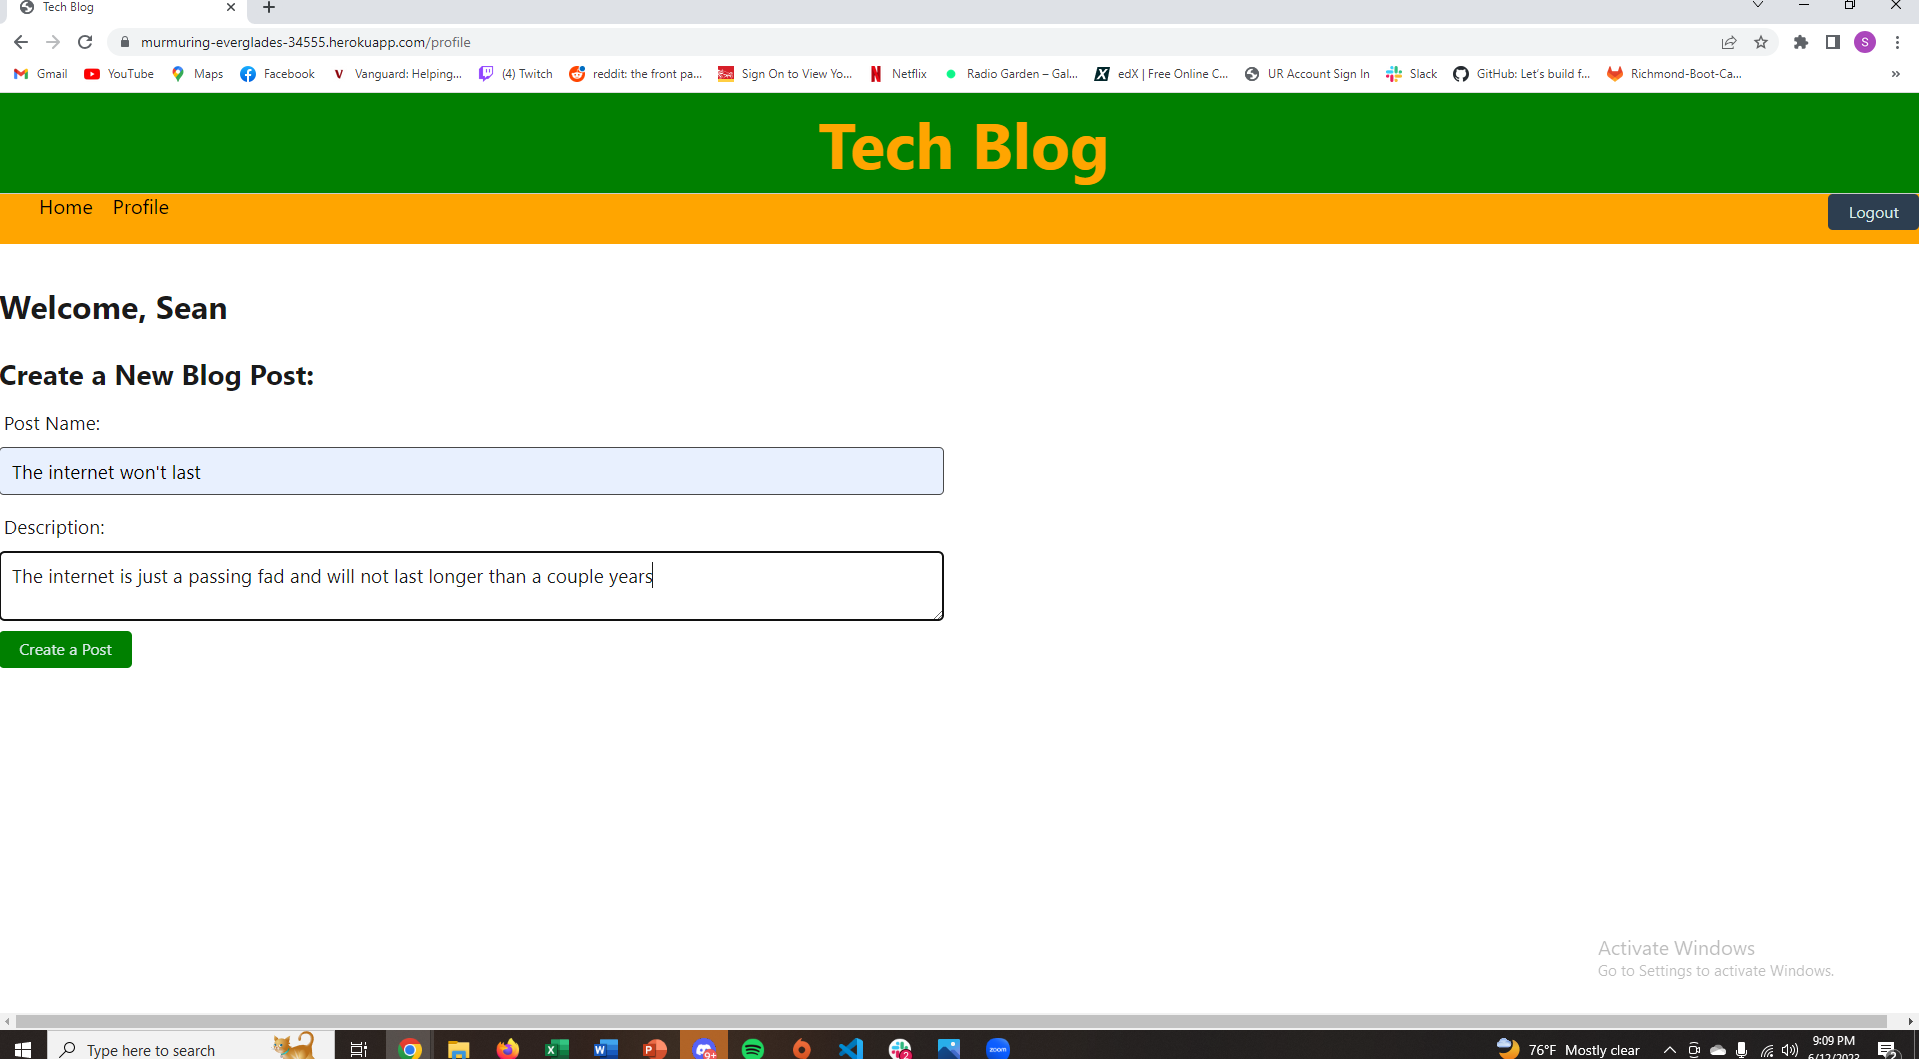 Tech Blog
murmuring-everglades-34555.herokuapp.com/profile
S
Gmail YouTube Maps Facebook Vanguard: Helping... (4) Twitch reddit: the front pa... Sign On to View Yo... Netflix Radio Garden – Gal... edX | Free Online C... UR Account Sign In Slack GitHub: Let's build f... Richmond-Boot-Ca... »
Tech Blog
Home Profile Logout
Welcome, Sean
Create a New Blog Post:
Post Name:
The internet won't last
Description:
The internet is just a passing fad and will not last longer than a couple years
Create a Post
Activate Windows
Go to Settings to activate Windows.
Type here to search 9+ 2 zoom 76°F Mostly clear 9:09 PM